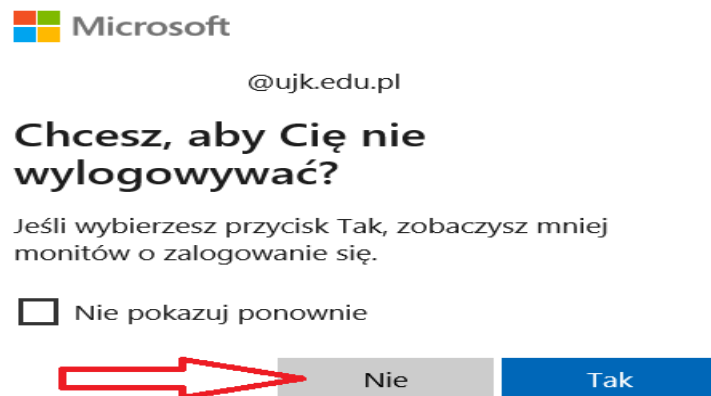 Microsoft
@ujk.edu.pl
Chcesz, aby Cię nie
wylogowywać?
Jeśli wybierzesz przycisk Tak, zobaczysz mniej
monitów o zalogowanie się.
Nie pokazuj ponownie
Nie Tak